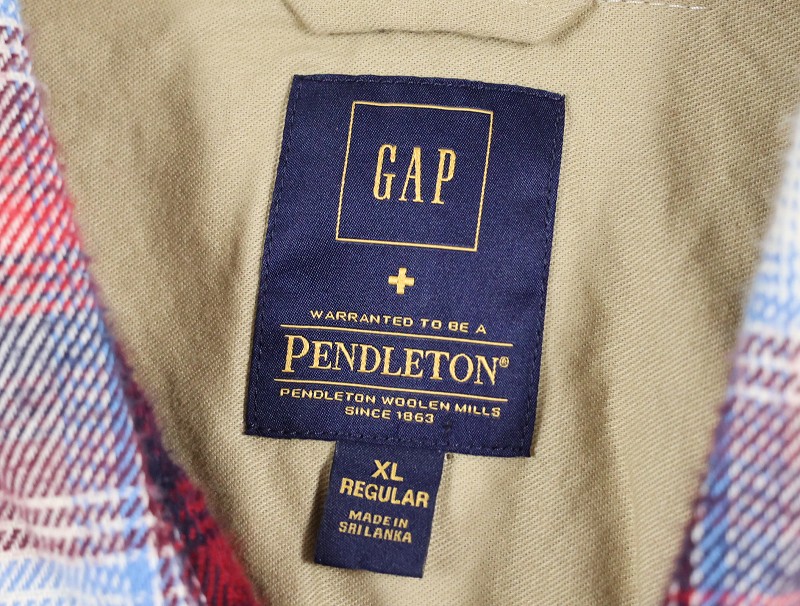 GAP
+
WARRANTED TO BE A
PENDLETON®
PENDLETON WOOLEN MILLS
SINCE 1863
XL
REGULAR
MADE IN
SRI LANKA